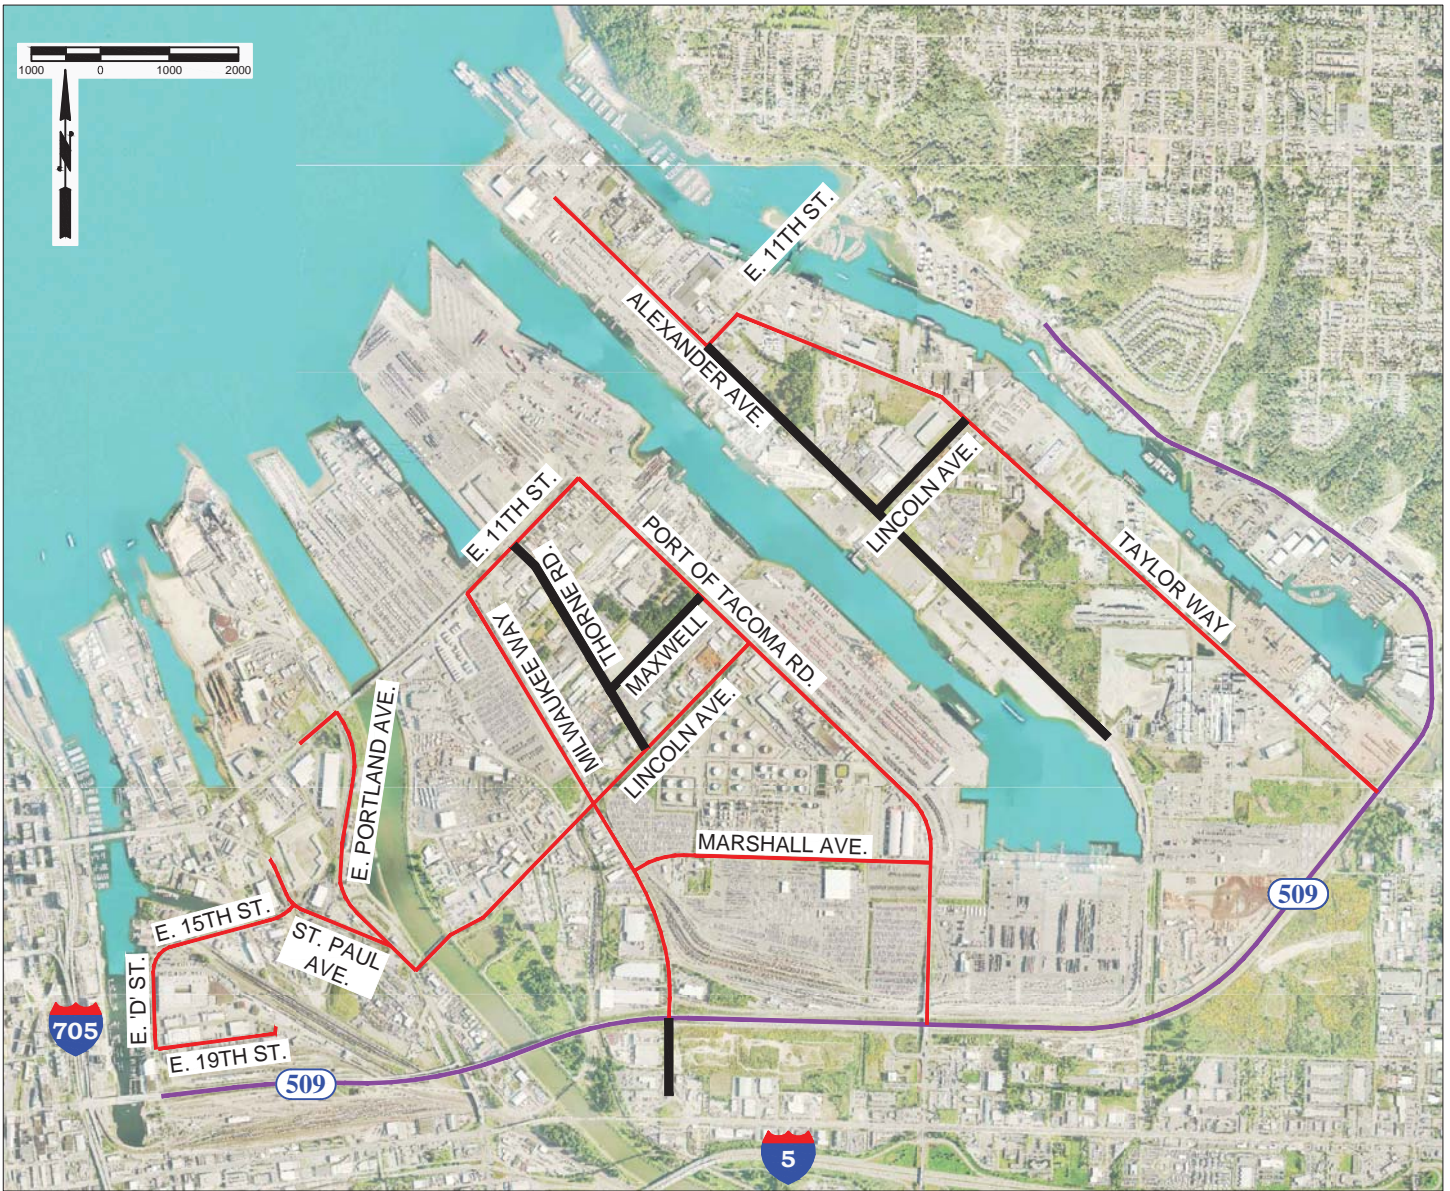 1000 0 1000 2000
N
E. 11TH ST.
ALEXANDER AVE.
LINCOLN AVE.
TAYLOR WAY
E. 11TH ST.
THORNE RD.
PORT OF TACOMA RD.
MAXWELL
MILWAUKEE WAY
LINCOLN AVE.
E. PORTLAND AVE.
MARSHALL AVE.
509
E. 15TH ST.
ST. PAUL
AVE.
E. 'D' ST.
705
E. 19TH ST.
509
5